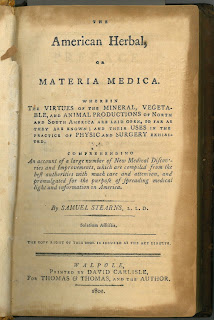 THE
American Herbal,
OR
MATERIA MEDICA.
WHEREIN
THE VIRTUES OF THE MINERAL, VEGETA-
BLE, AND ANIMAL PRODUCTIONS OF NORTH
AND SOUTH AMERICA ARE LAID OPEN, SO FAR AS
THEY ARE KNOWN; AND THEIR USES IN THE
PRACTICE OF PHYSIC AND SURGERY EXHIBI-
TED.
COMPREHENDING
An account of a large number of New Medical Discov-
eries and Improvements, which are compiled from the
best authorities with much care and attention, and
promulgated for the purpose of spreading medical
light and information in America.
By SAMUEL STEARNS, L. L. D.
THE COPY RIGHT OF THIS BOOK IS SECURED AS THE ACT DIRECTS.
WALPOLE,
PRINTED BY DAVID CARLISLE,
FOR THOMAS & THOMAS, AND THE AUTHOR.
1801.